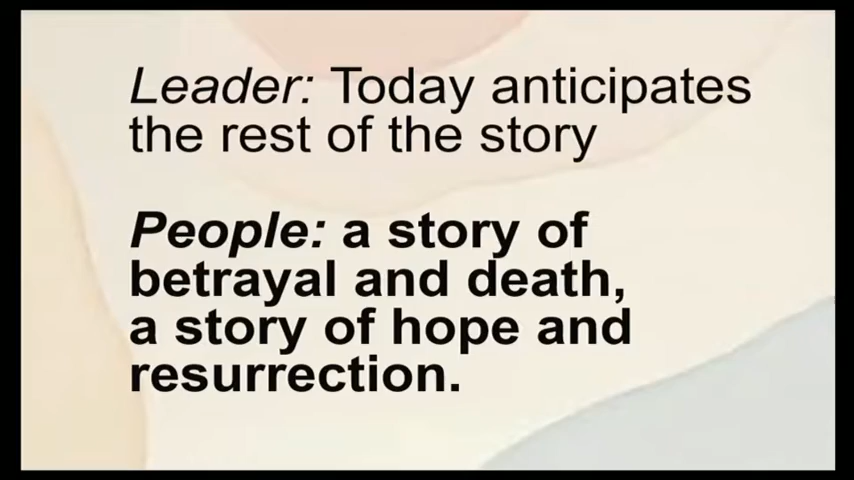 Leader: Today anticipates
the rest of the story
People: a story of
betrayal and death,
a story of hope and
resurrection.